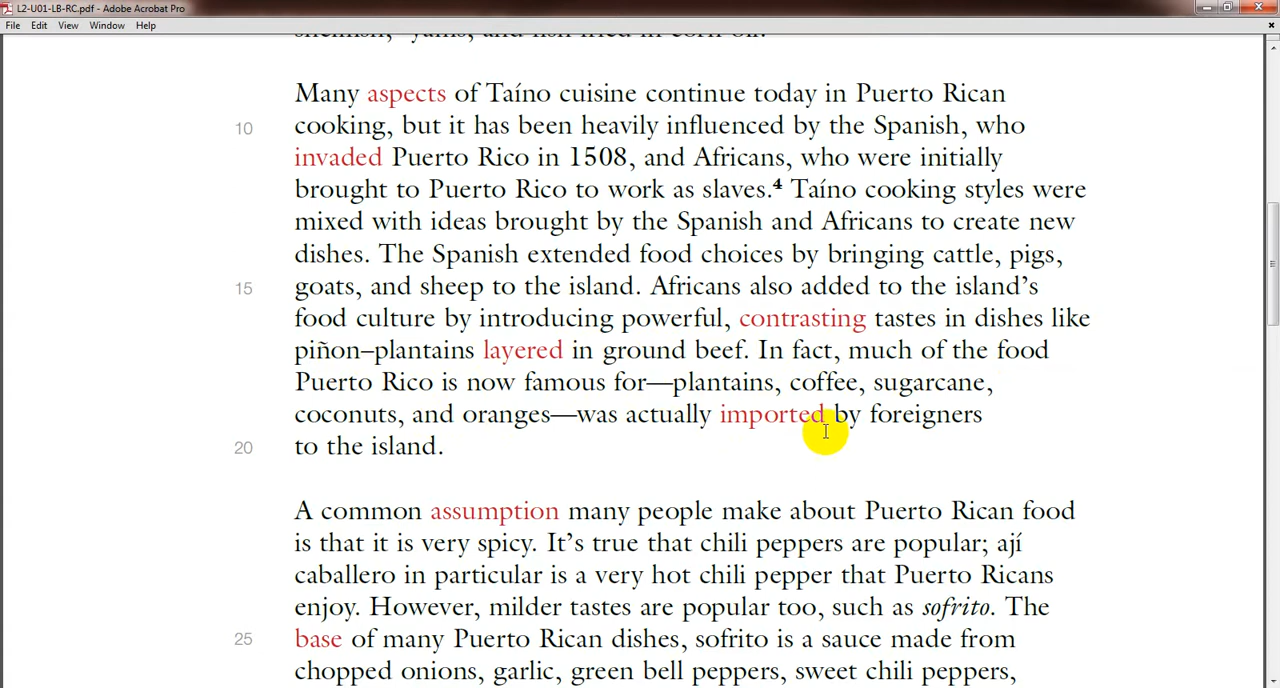 L2-U01-LB-RC.pdf - Adobe Acrobat Pro
File Edit View Window Help
shellfish, yams, and fish fried in corn oil.
Many aspects of Taíno cuisine continue today in Puerto Rican
10 cooking, but it has been heavily influenced by the Spanish, who
invaded Puerto Rico in 1508, and Africans, who were initially
brought to Puerto Rico to work as slaves.⁴ Taíno cooking styles were
mixed with ideas brought by the Spanish and Africans to create new
dishes. The Spanish extended food choices by bringing cattle, pigs,
15 goats, and sheep to the island. Africans also added to the island’s
food culture by introducing powerful, contrasting tastes in dishes like
piñon–plantains layered in ground beef. In fact, much of the food
Puerto Rico is now famous for—plantains, coffee, sugarcane,
coconuts, and oranges—was actually imported by foreigners
20 to the island.
A common assumption many people make about Puerto Rican food
is that it is very spicy. It’s true that chili peppers are popular; ají
caballero in particular is a very hot chili pepper that Puerto Ricans
enjoy. However, milder tastes are popular too, such as sofrito. The
25 base of many Puerto Rican dishes, sofrito is a sauce made from
chopped onions, garlic, green bell peppers, sweet chili peppers,